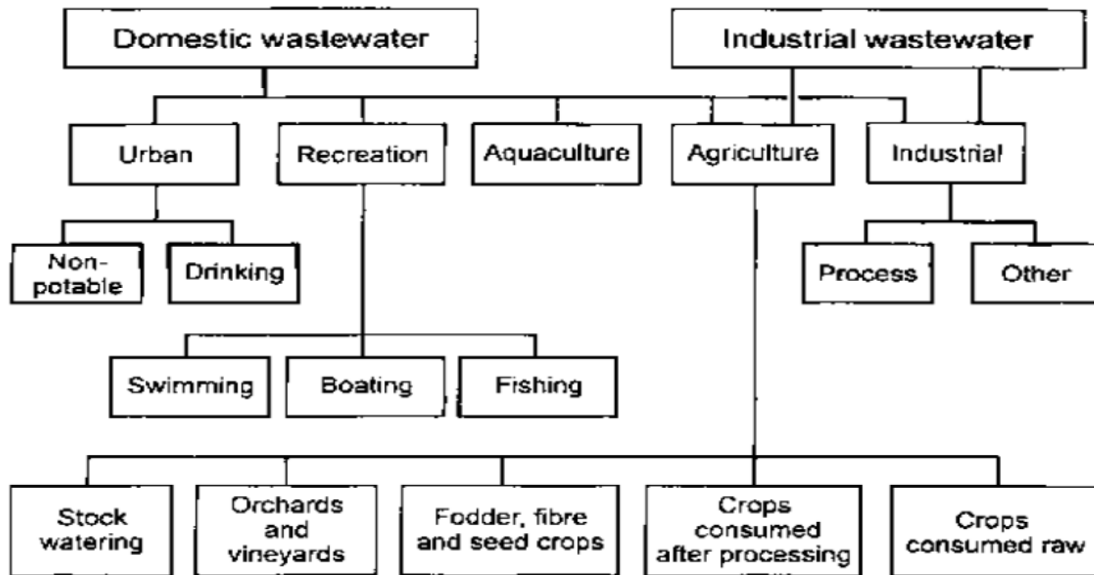 Domestic wastewater
Industrial wastewater
Urban
Recreation
Aquaculture
Agriculture
Industrial
Non-
potable
Drinking
Process
Other
Swimming
Boating
Fishing
Stock
watering
Orchards
and
vineyards
Fodder, fibre
and seed crops
Crops
consumed
after processing
Crops
consumed raw